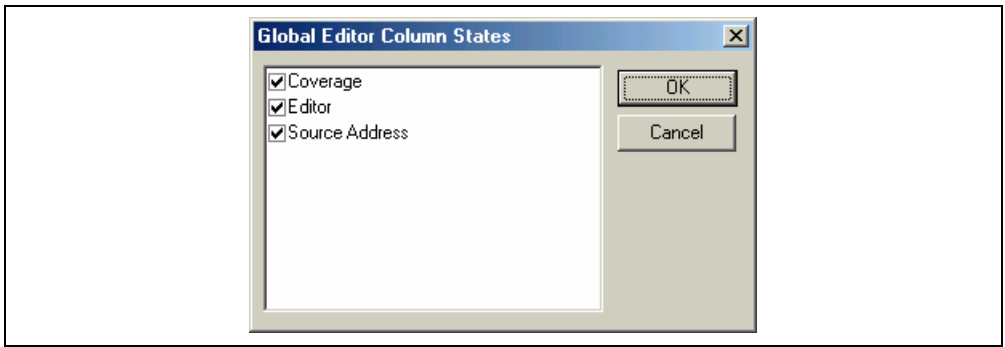 Global Editor Column States
Coverage
Editor
Source Address
OK
Cancel